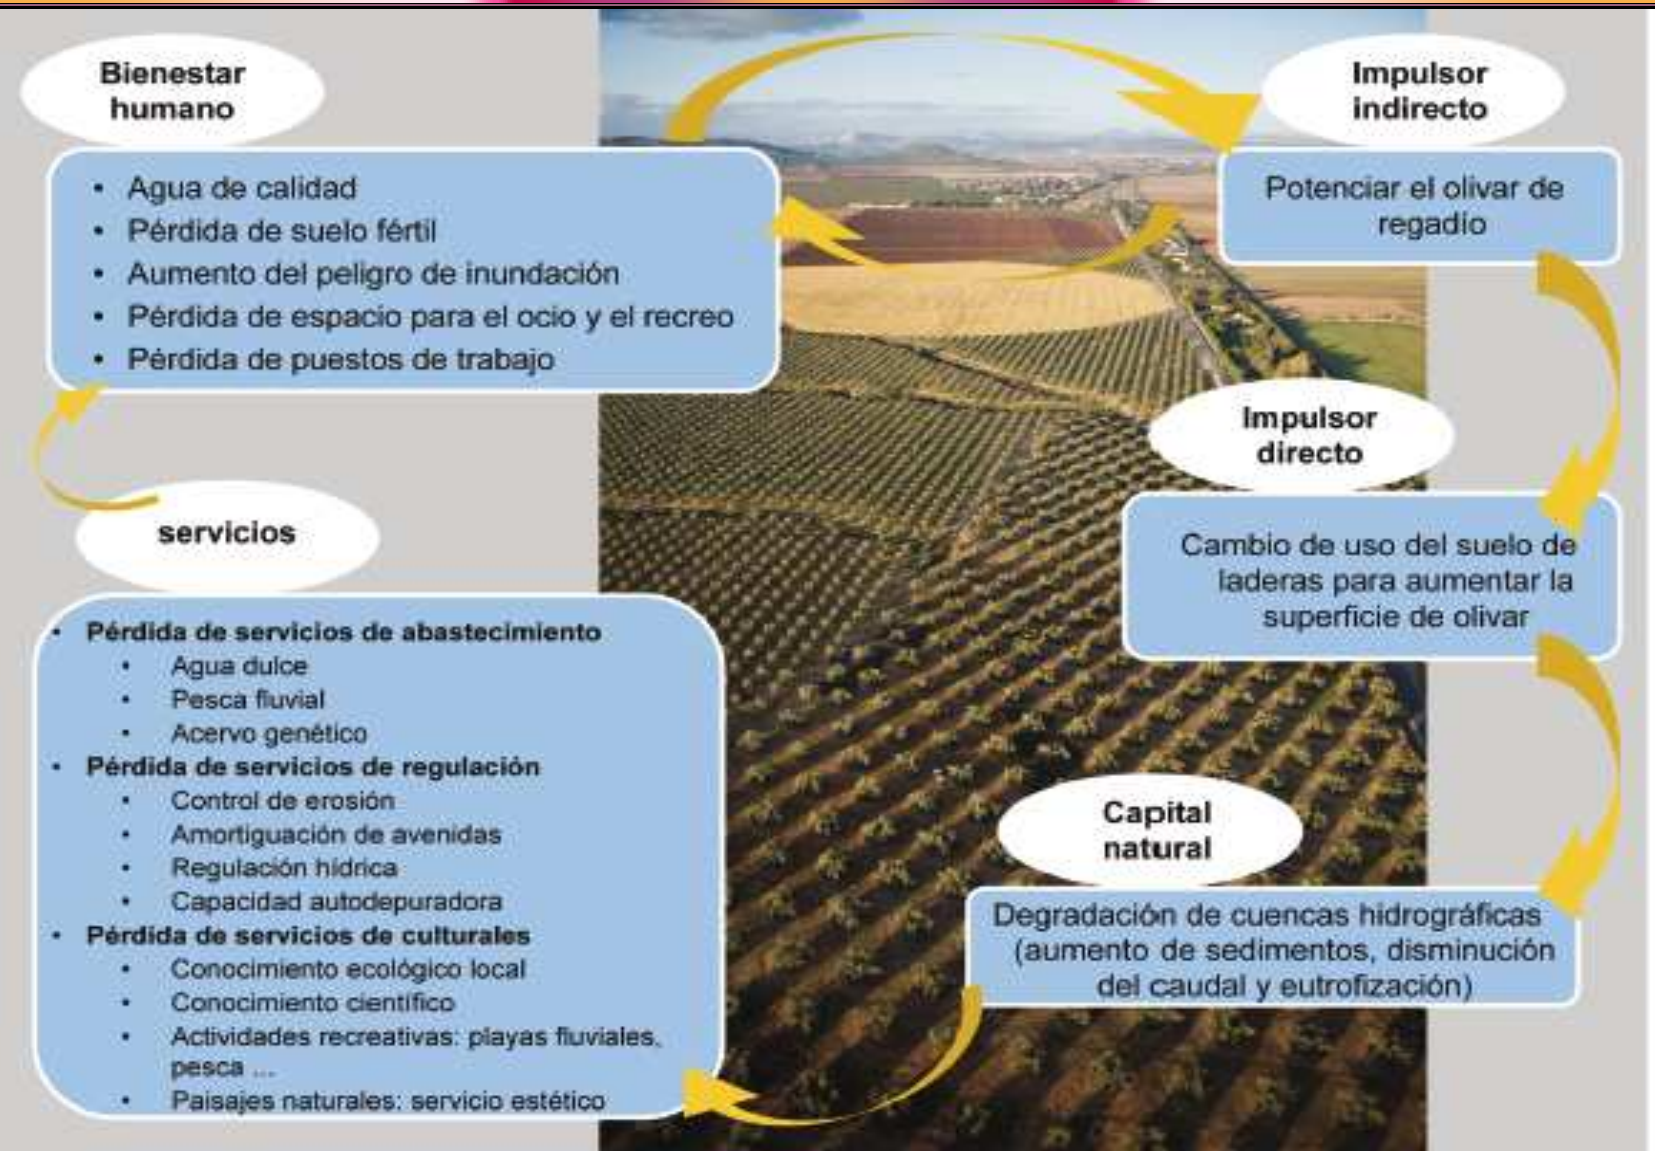 Bienestar
humano
• Agua de calidad
• Pérdida de suelo fértil
• Aumento del peligro de inundación
• Pérdida de espacio para el ocio y el recreo
• Pérdida de puestos de trabajo
Impulsor
indirecto
Potenciar el olivar de
regadío
Impulsor
directo
Cambio de uso del suelo de
laderas para aumentar la
superficie de olivar
Capital
natural
Degradación de cuencas hidrográficas
(aumento de sedimentos, disminución
del caudal y eutrofización)
servicios
• Pérdida de servicios de abastecimiento
• Agua dulce
• Pesca fluvial
• Acervo genético
• Pérdida de servicios de regulación
• Control de erosión
• Amortiguación de avenidas
• Regulación hídrica
• Capacidad autodepuradora
• Pérdida de servicios de culturales
• Conocimiento ecológico local
• Conocimiento científico
• Actividades recreativas: playas fluviales,
pesca ...
• Paisajes naturales: servicio estético